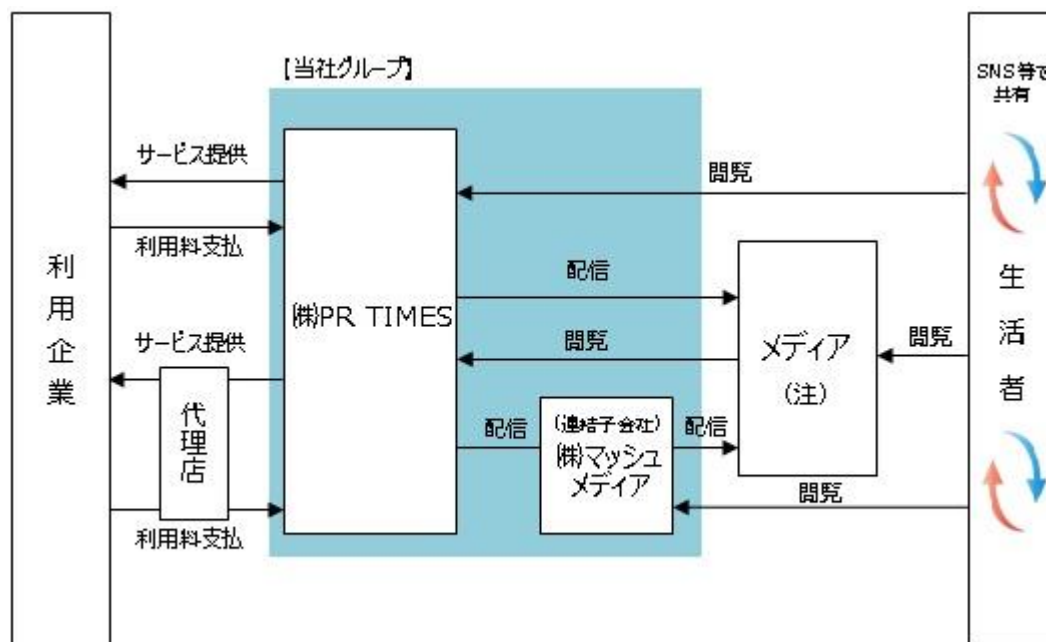 【当社グループ】
SNS等で
共有
サービス提供
閲覧
利用料支払
配信
利用企業
㈱PR TIMES
生活者
サービス提供
閲覧
メディア
(注)
閲覧
代理店
配信
(連結子会社)
㈱マッシュ
メディア
配信
閲覧
利用料支払